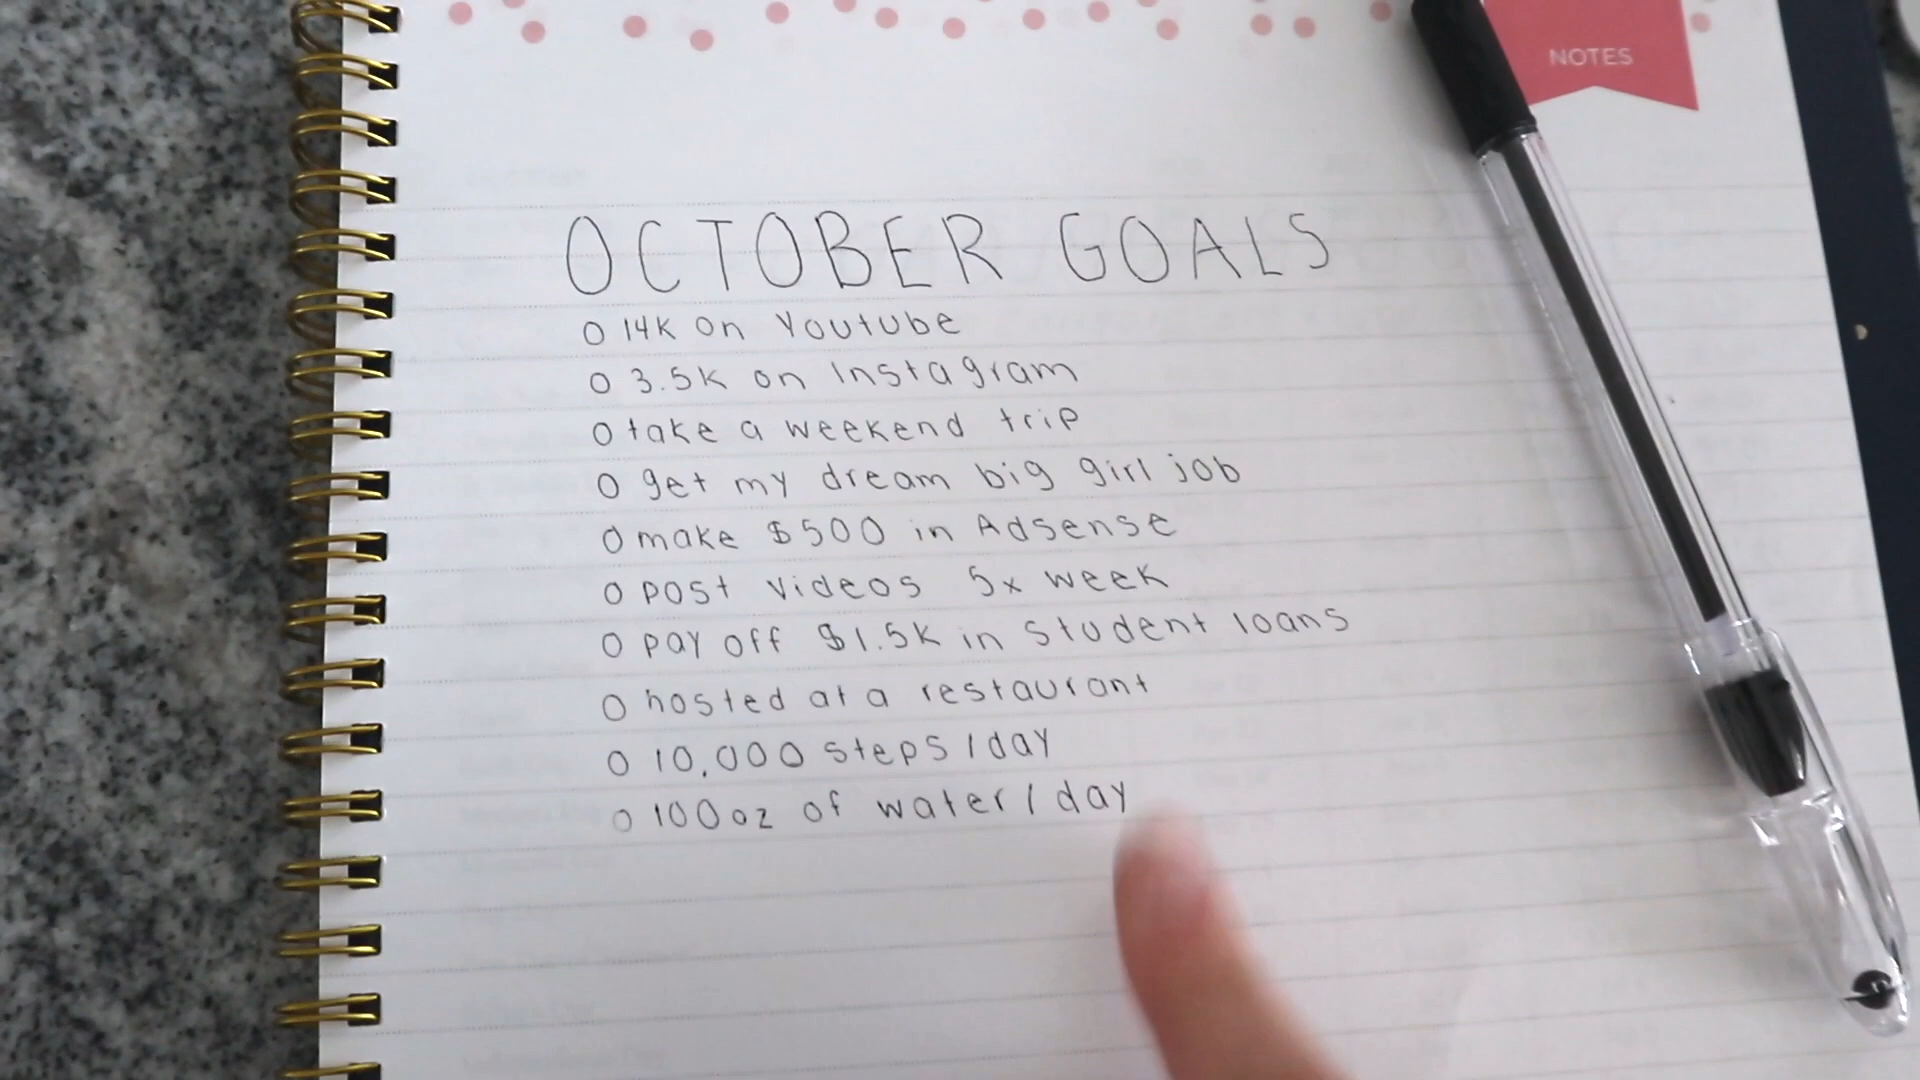 NOTES
OCTOBER GOALS
O 14K on Youtube
O 3.5K on Instagram
O take a weekend trip
O get my dream big girl job
O make $500 in Adsense
O post videos 5x week
O pay off $1.5K in student loans
O hosted at a restaurant
O 10,000 steps/day
O 100 oz of water/day